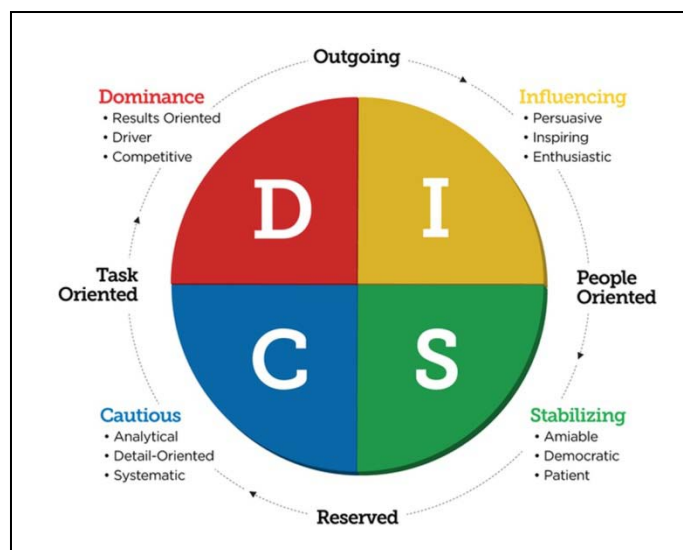 Outgoing
Dominance
• Results Oriented
• Driver
• Competitive
Influencing
• Persuasive
• Inspiring
• Enthusiastic
D
I
Task
Oriented
People
Oriented
C
S
Cautious
• Analytical
• Detail-Oriented
• Systematic
Stabilizing
• Amiable
• Democratic
• Patient
Reserved